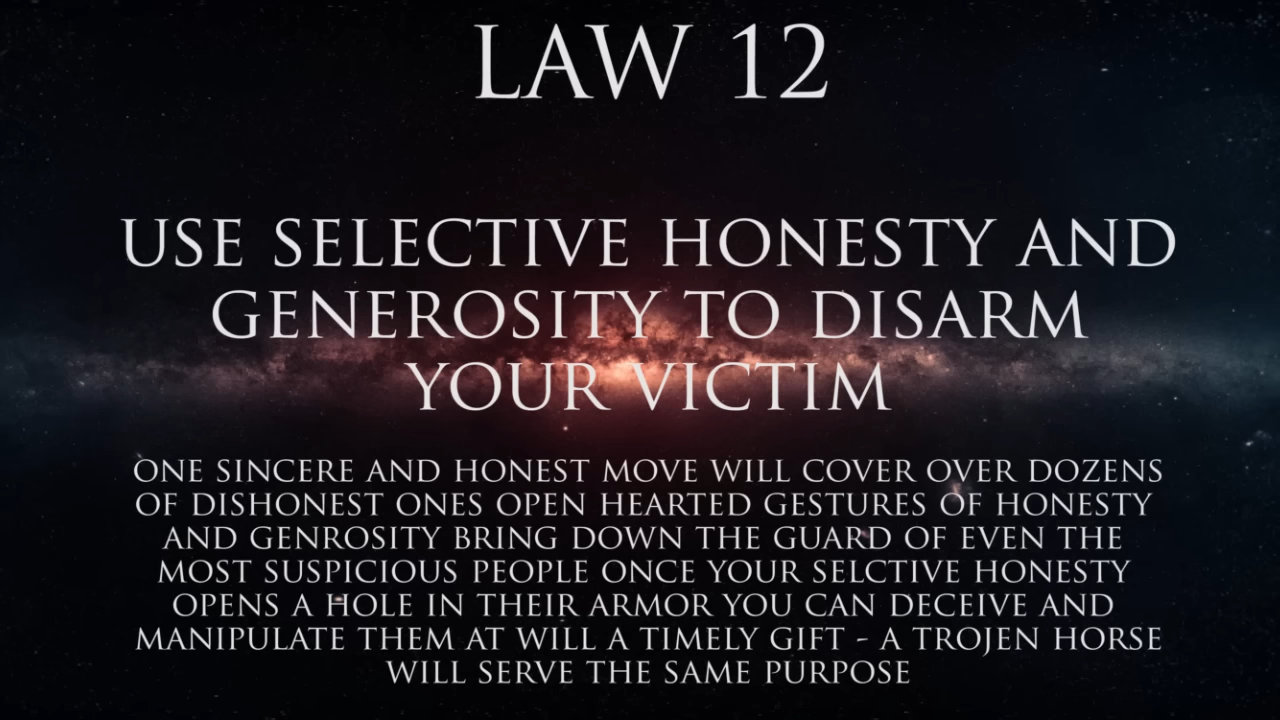 LAW 12
USE SELECTIVE HONESTY AND
GENEROSITY TO DISARM
YOUR VICTIM
ONE SINCERE AND HONEST MOVE WILL COVER OVER DOZENS
OF DISHONEST ONES OPEN HEARTED GESTURES OF HONESTY
AND GENROSITY BRING DOWN THE GUARD OF EVEN THE
MOST SUSPICIOUS PEOPLE ONCE YOUR SELCTIVE HONESTY
OPENS A HOLE IN THEIR ARMOR YOU CAN DECEIVE AND
MANIPULATE THEM AT WILL A TIMELY GIFT - A TROJEN HORSE
WILL SERVE THE SAME PURPOSE